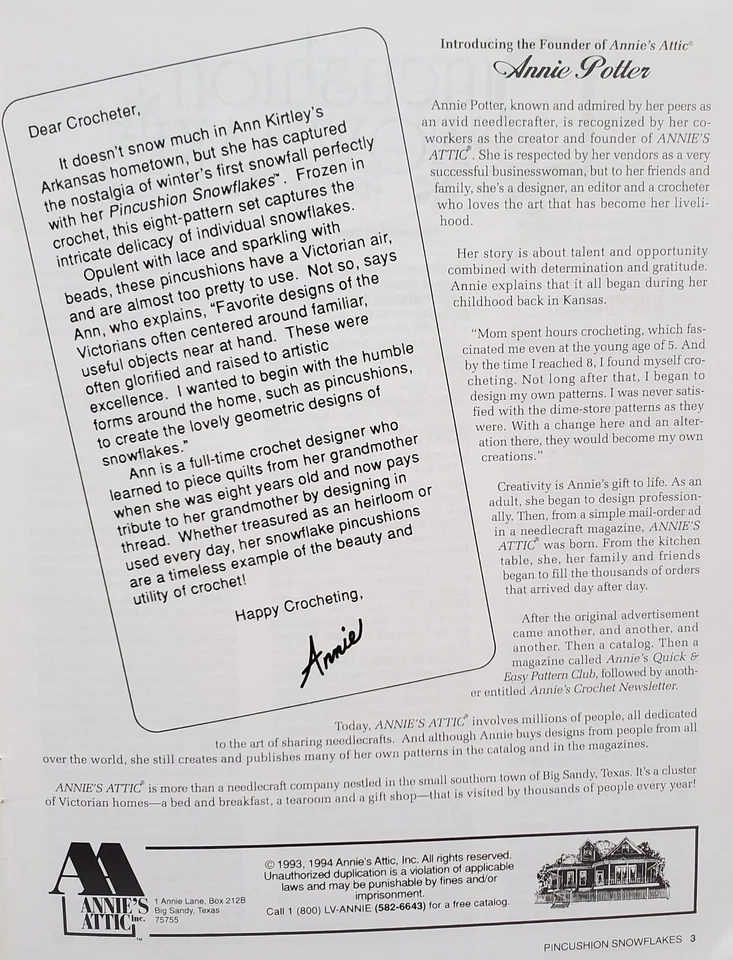 Dear Crocheter,
It doesn't snow much in Ann Kirtley's
Arkansas hometown, but she has captured
the nostalgia of winter's first snowfall perfectly
with her Pincushion Snowflakes™. Frozen in
crochet, this eight-pattern set captures the
intricate delicacy of individual snowflakes.
Opulent with lace and sparkling with
beads, these pincushions have a Victorian air,
and are almost too pretty to use. Not so, says
Ann, who explains, "Favorite designs of the
Victorians often centered around familiar,
useful objects near at hand. These were
often glorified and raised to artistic
excellence. I wanted to begin with the humble
forms around the home, such as pincushions,
to create the lovely geometric designs of
snowflakes."
Ann is a full-time crochet designer who
learned to piece quilts from her grandmother
when she was eight years old and now pays
tribute to her grandmother by designing in
thread. Whether treasured as an heirloom or
used every day, her snowflake pincushions
are a timeless example of the beauty and
utility of crochet!
Happy Crocheting,
Annie
Introducing the Founder of Annie's Attic®
Annie Potter
Annie Potter, known and admired by her peers as
an avid needlecrafter, is recognized by her co-
workers as the creator and founder of ANNIE'S
ATTIC®. She is respected by her vendors as a very
successful businesswoman, but to her friends and
family, she's a designer, an editor and a crocheter
who loves the art that has become her liveli-
hood.
Her story is about talent and opportunity
combined with determination and gratitude.
Annie explains that it all began during her
childhood back in Kansas.
"Mom spent hours crocheting, which fas-
cinated me even at the young age of 5. And
by the time I reached 8, I found myself cro-
cheting. Not long after that, I began to
design my own patterns. I was never satis-
fied with the dime-store patterns as they
were. With a change here and an alter-
ation there, they would become my own
creations."
Creativity is Annie's gift to life. As an
adult, she began to design profession-
ally. Then, from a simple mail-order ad
in a needlecraft magazine, ANNIE'S
ATTIC® was born. From the kitchen
table, she, her family and friends
began to fill the thousands of orders
that arrived day after day.
After the original advertisement
came another, and another, and
another. Then a catalog. Then a
magazine called Annie's Quick &
Easy Pattern Club, followed by anoth-
er entitled Annie's Crochet Newsletter.
Today, ANNIE'S ATTIC® involves millions of people, all dedicated
to the art of sharing needlecrafts. And although Annie buys designs from people from all
over the world, she still creates and publishes many of her own patterns in the catalog and in the magazines.
ANNIE'S ATTIC® is more than a needlecraft company nestled in the small southern town of Big Sandy, Texas. It's a cluster
of Victorian homes—a bed and breakfast, a tearoom and a gift shop—that is visited by thousands of people every year!
AA
ANNIE'S
ATTIC Inc.
™
1 Annie Lane, Box 212B
Big Sandy, Texas
75755
© 1993, 1994 Annie's Attic, Inc. All rights reserved.
Unauthorized duplication is a violation of applicable
laws and may be punishable by fines and/or
imprisonment.
Call 1 (800) LV-ANNIE (582-6643) for a free catalog.
PINCUSHION SNOWFLAKES 3